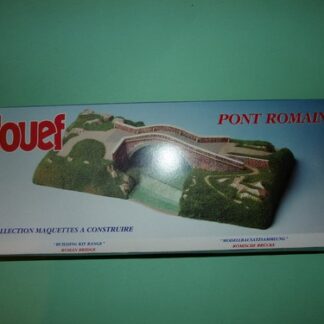 Jouef
PONT ROMAIN
COLLECTION MAQUETTES A CONSTRUIRE
"BUILDING KIT RANGE"
ROMAN BRIDGE
"MODELLBAUSATZSAMMLUNG"
RÖMISCHE BRÜCKE